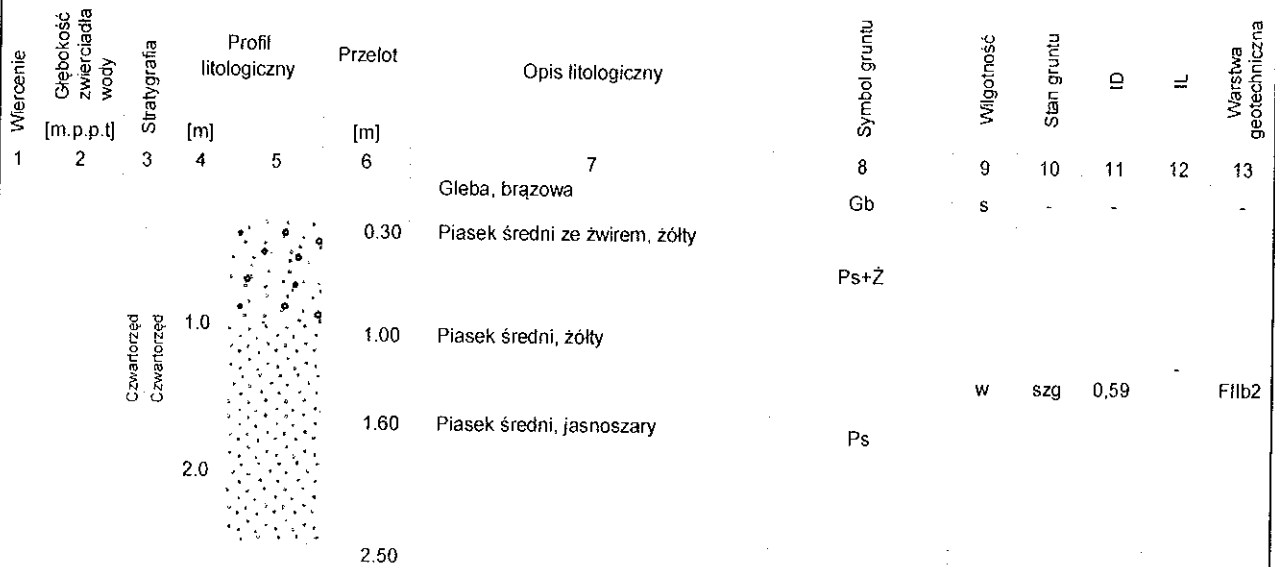 Wiercenie
Głębokość
zwierciadła
wody
[m.p.p.t]
Stratygrafia
Profil
litologiczny
[m]
Przelot
[m]
Opis litologiczny
Symbol gruntu
Wilgotność
Stan gruntu
ID
IL
Warstwa
geotechniczna
1 2 3 4 5 6 7 8 9 10 11 12 13
Gleba, brązowa
Gb s - - -
0.30 Piasek średni ze żwirem, żółty
Ps+Ż
Czwartorzęd
Czwartorzęd
1.0
1.00 Piasek średni, żółty
-
w szg 0,59 FfIb2
1.60 Piasek średni, jasnoszary
Ps
2.0
2.50